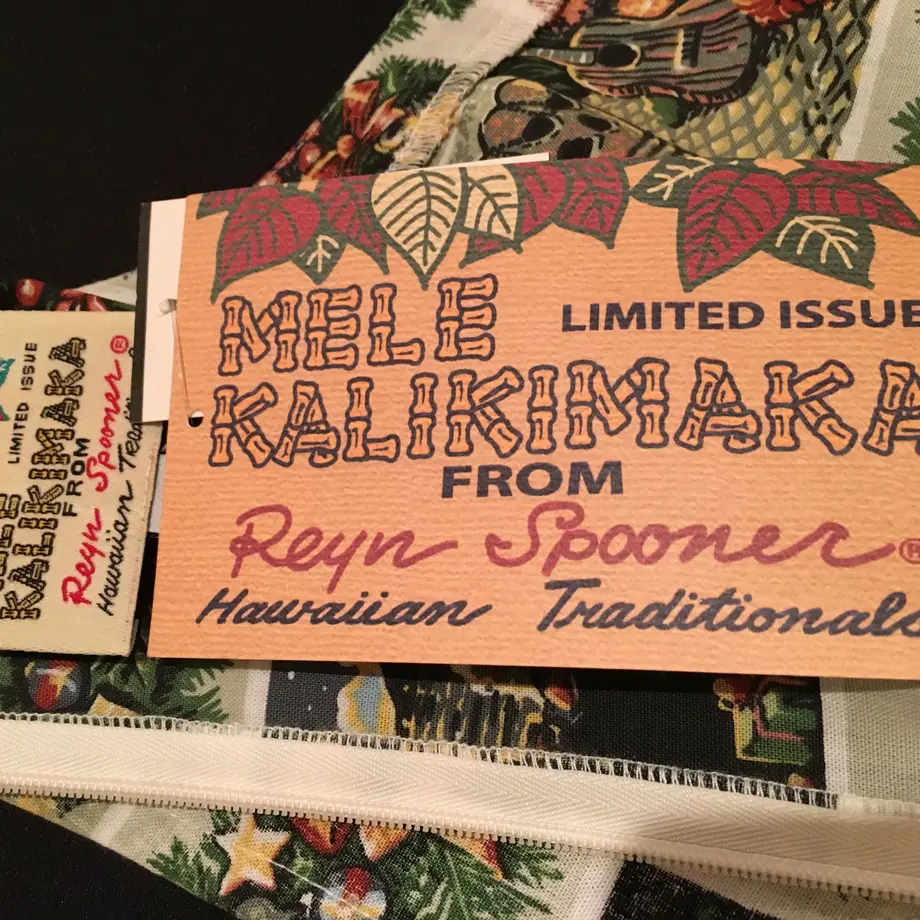 MELE
LIMITED ISSUE
KALIKIMAKA
FROM
Reyn Spooner®
Hawaiian Traditionals
LIMITED ISSUE
KALIKIMAKA
FROM
Reyn Spooner®
Hawaiian